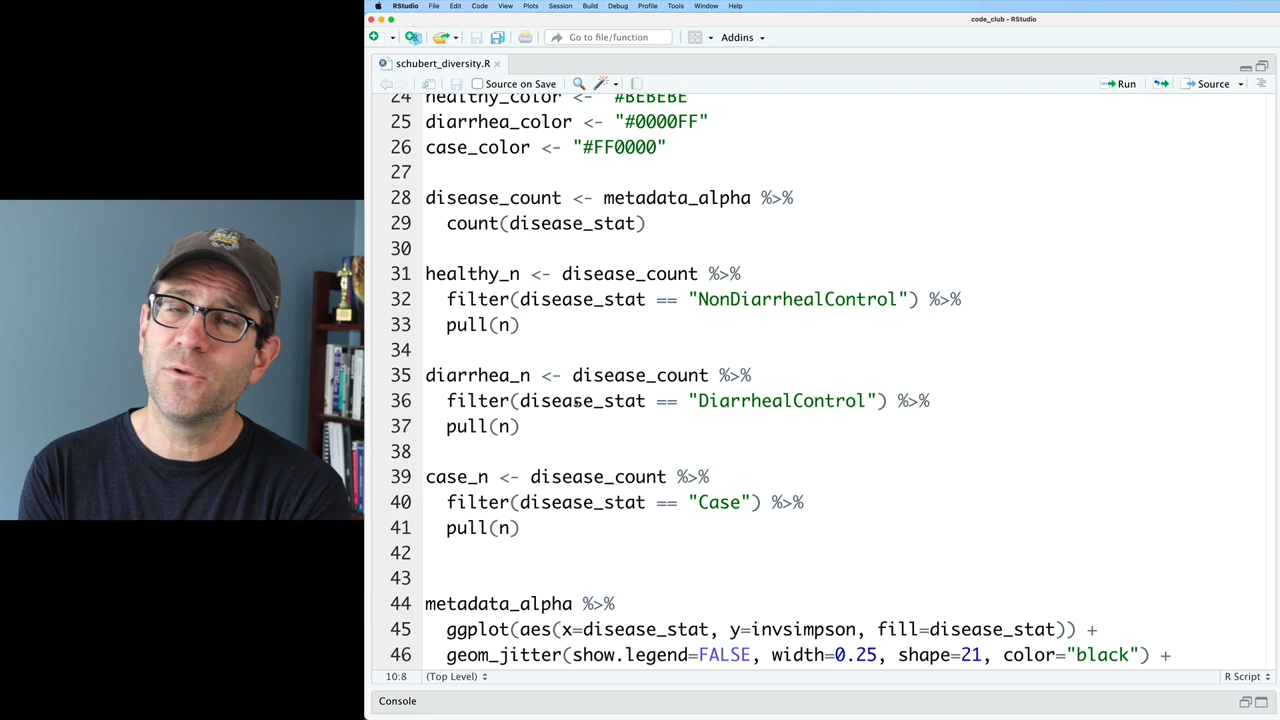 RStudio File Edit Code View Plots Session Build Debug Profile Tools Window Help
code_club - RStudio
Go to file/function Addins
schubert_diversity.R
Source on Save Run Source
24 healthy_color <- "#BEBEBE"
25 diarrhea_color <- "#0000FF"
26 case_color <- "#FF0000"
27
28 disease_count <- metadata_alpha %>%
29 count(disease_stat)
30
31 healthy_n <- disease_count %>%
32 filter(disease_stat == "NonDiarrhealControl") %>%
33 pull(n)
34
35 diarrhea_n <- disease_count %>%
36 filter(disease_stat == "DiarrhealControl") %>%
37 pull(n)
38
39 case_n <- disease_count %>%
40 filter(disease_stat == "Case") %>%
41 pull(n)
42
43
44 metadata_alpha %>%
45 ggplot(aes(x=disease_stat, y=invsimpson, fill=disease_stat)) +
46 geom_jitter(show.legend=FALSE, width=0.25, shape=21, color="black") +
10:8 (Top Level) R Script
Console